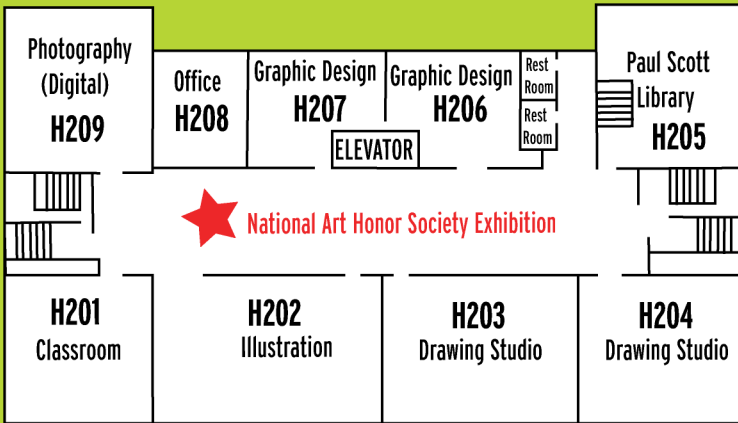 Photography
(Digital)
H209
Office
H208
Graphic Design
H207
Graphic Design
H206
Rest
Room
Rest
Room
Paul Scott
Library
H205
ELEVATOR
National Art Honor Society Exhibition
H201
Classroom
H202
Illustration
H203
Drawing Studio
H204
Drawing Studio